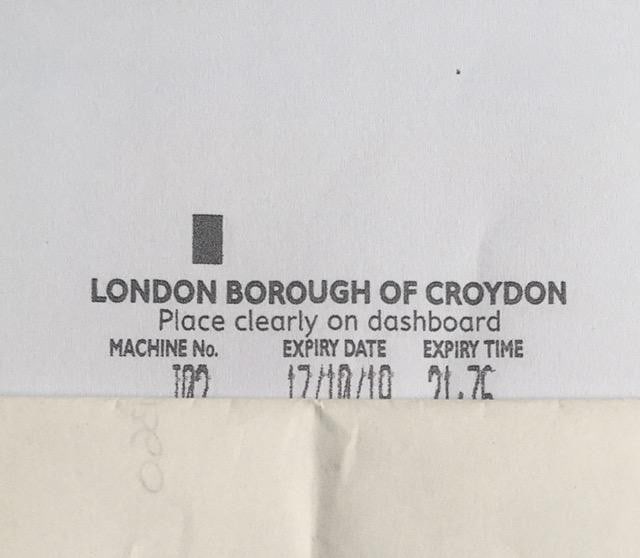 LONDON BOROUGH OF CROYDON
Place clearly on dashboard
MACHINE No. EXPIRY DATE EXPIRY TIME